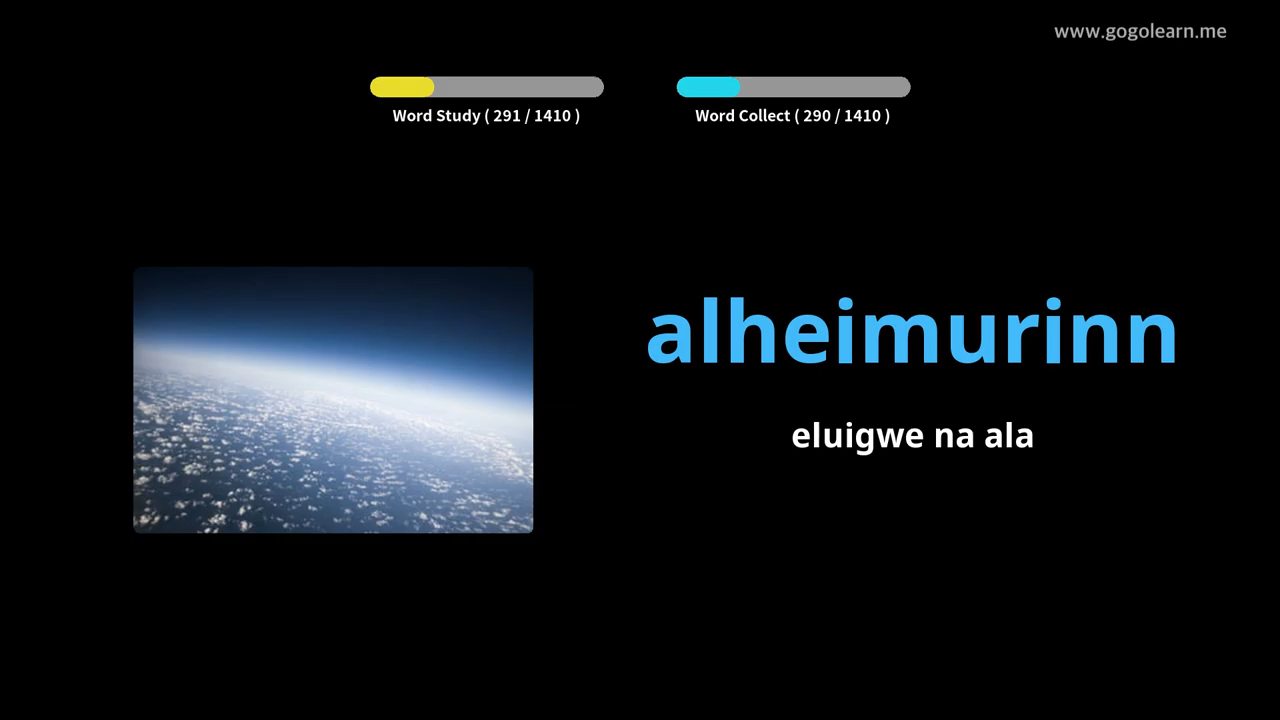 www.gogolearn.me
Word Study ( 291 / 1410 )
Word Collect ( 290 / 1410 )
alheimurinn
eluigwe na ala